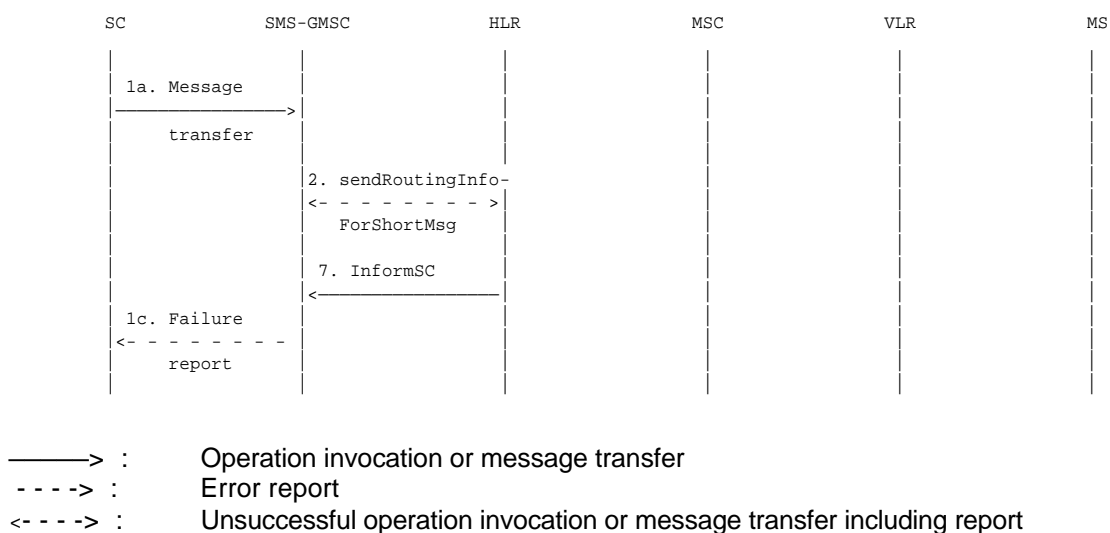 SC SMS-GMSC HLR MSC VLR MS
1a. Message
transfer
2. sendRoutingInfo-
<- - - - - - - - >
ForShortMsg
7. InformSC
1c. Failure
<- - - - - - - -
report
————> : Operation invocation or message transfer
- - - -> : Error report
<- - - -> : Unsuccessful operation invocation or message transfer including report